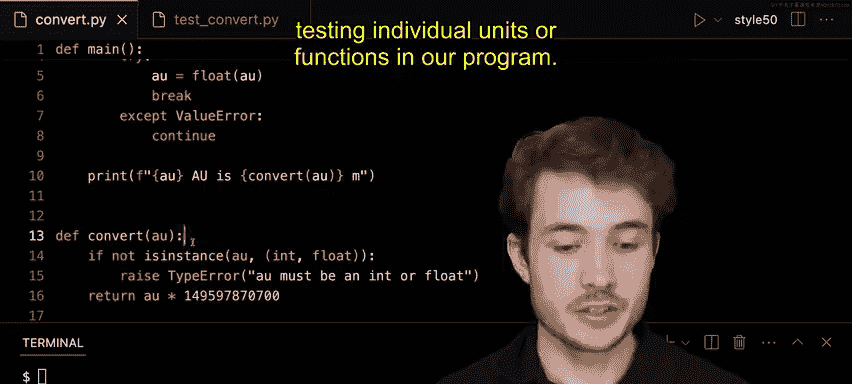 convert.py
test_convert.py
style50
testing individual units or
functions in our program.
1 def main():
5 au = float(au)
6 break
7 except ValueError:
8 continue
9
10 print(f"{au} AU is {convert(au)} m")
11
12
13 def convert(au):
14 if not isinstance(au, (int, float)):
15 raise TypeError("au must be an int or float")
16 return au * 149597870700
17
TERMINAL
$